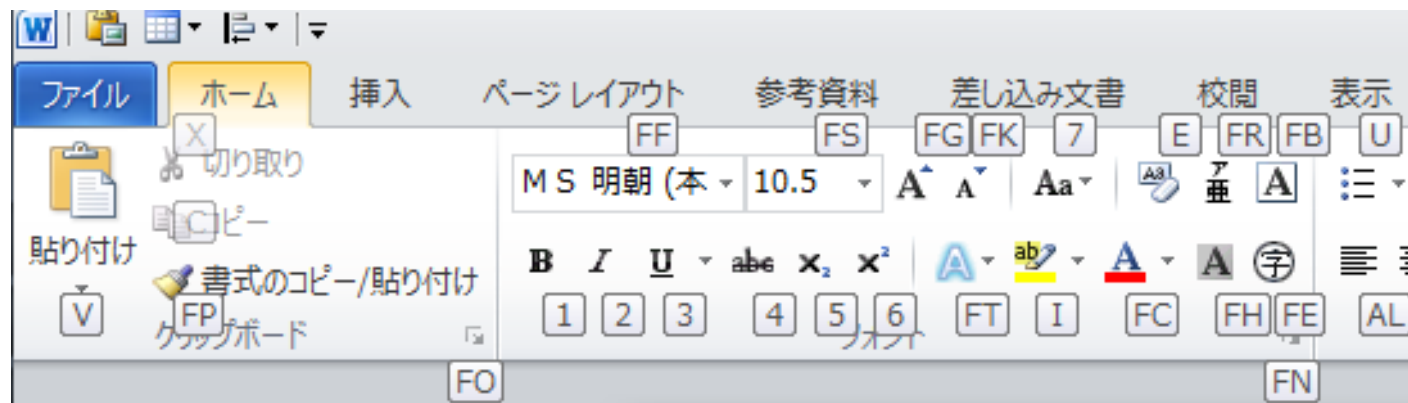 W
ファイル ホーム 挿入 ページ レイアウト 参考資料 差し込み文書 校閲 表示
X FF FS FG FK 7 E FR FB U
切り取り
MS 明朝 (本 10.5 A A Aa Aa ア亜 A
C コピー
貼り付け
書式のコピー/貼り付け
B I U abc x₂ x² A ab A A 字
V FP 1 2 3 4 5 6 FT I FC FH FE AL
クリップボード フォント
FO FN